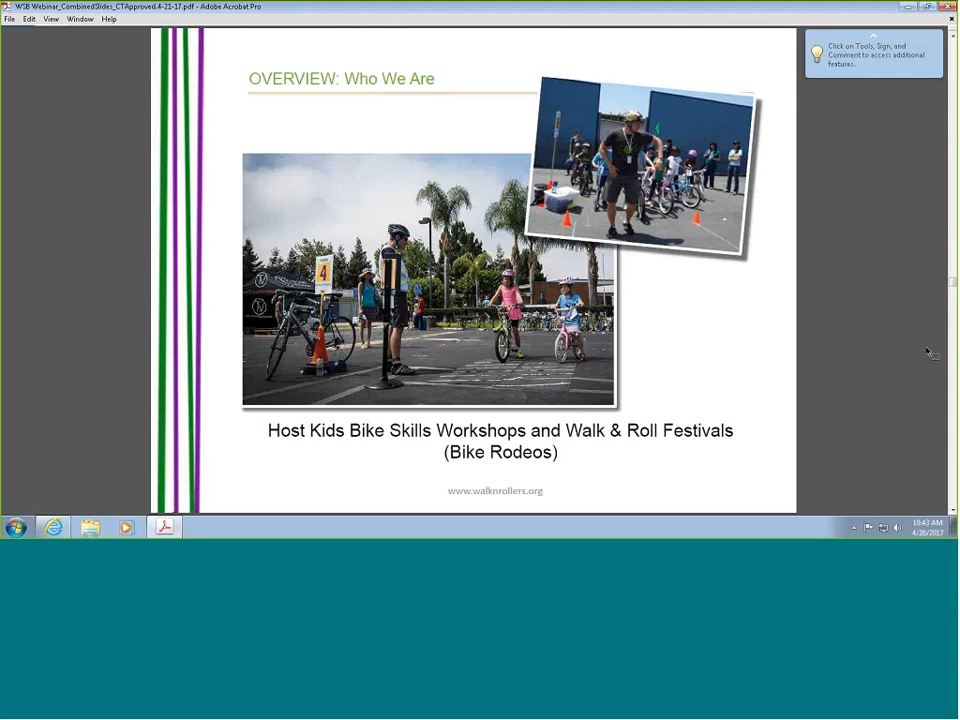 WSB Webinar_CombinedSlides_CTApproved.4-21-17.pdf - Adobe Acrobat Pro
File Edit View Window Help
Click on Tools, Sign, and
Comment to access additional
features.
OVERVIEW: Who We Are
4
Host Kids Bike Skills Workshops and Walk & Roll Festivals
(Bike Rodeos)
www.walknrollers.org
10:43 AM
4/26/2017